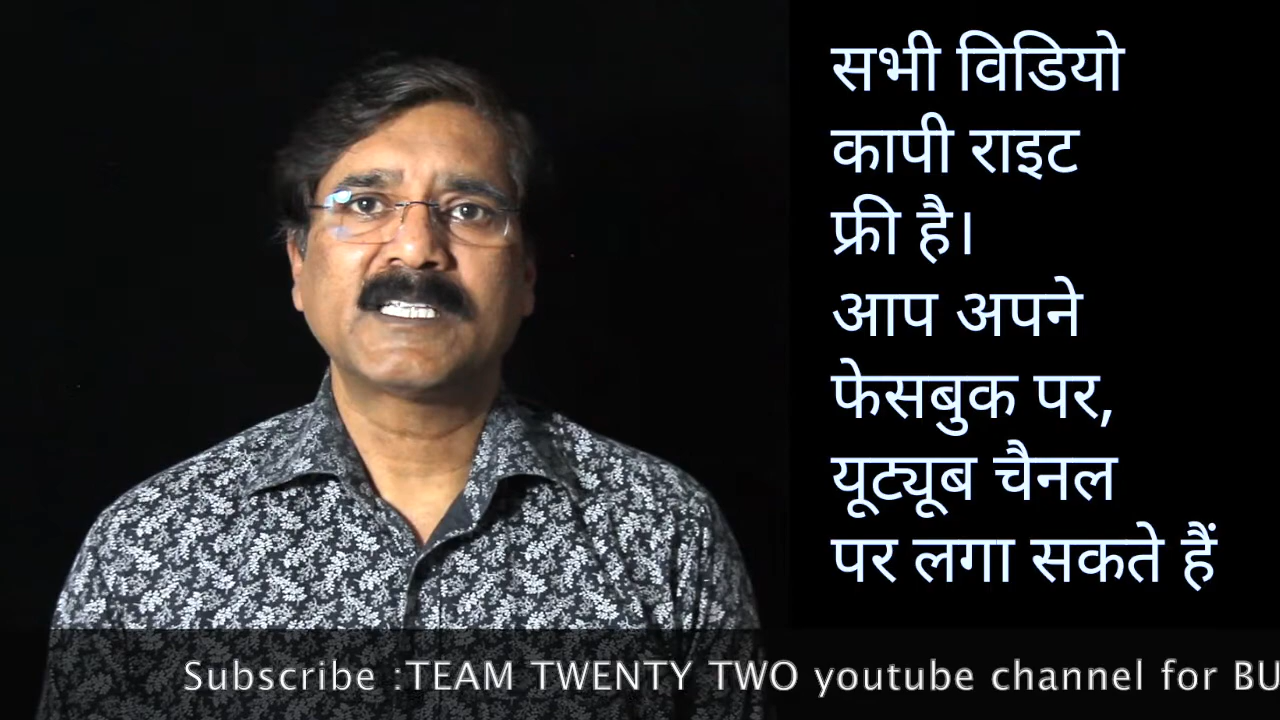 सभी विडियो
कापी राइट
फ्री है।
आप अपने
फेसबुक पर,
यूट्यूब चैनल
पर लगा सकते हैं
Subscribe :TEAM TWENTY TWO youtube channel for BU